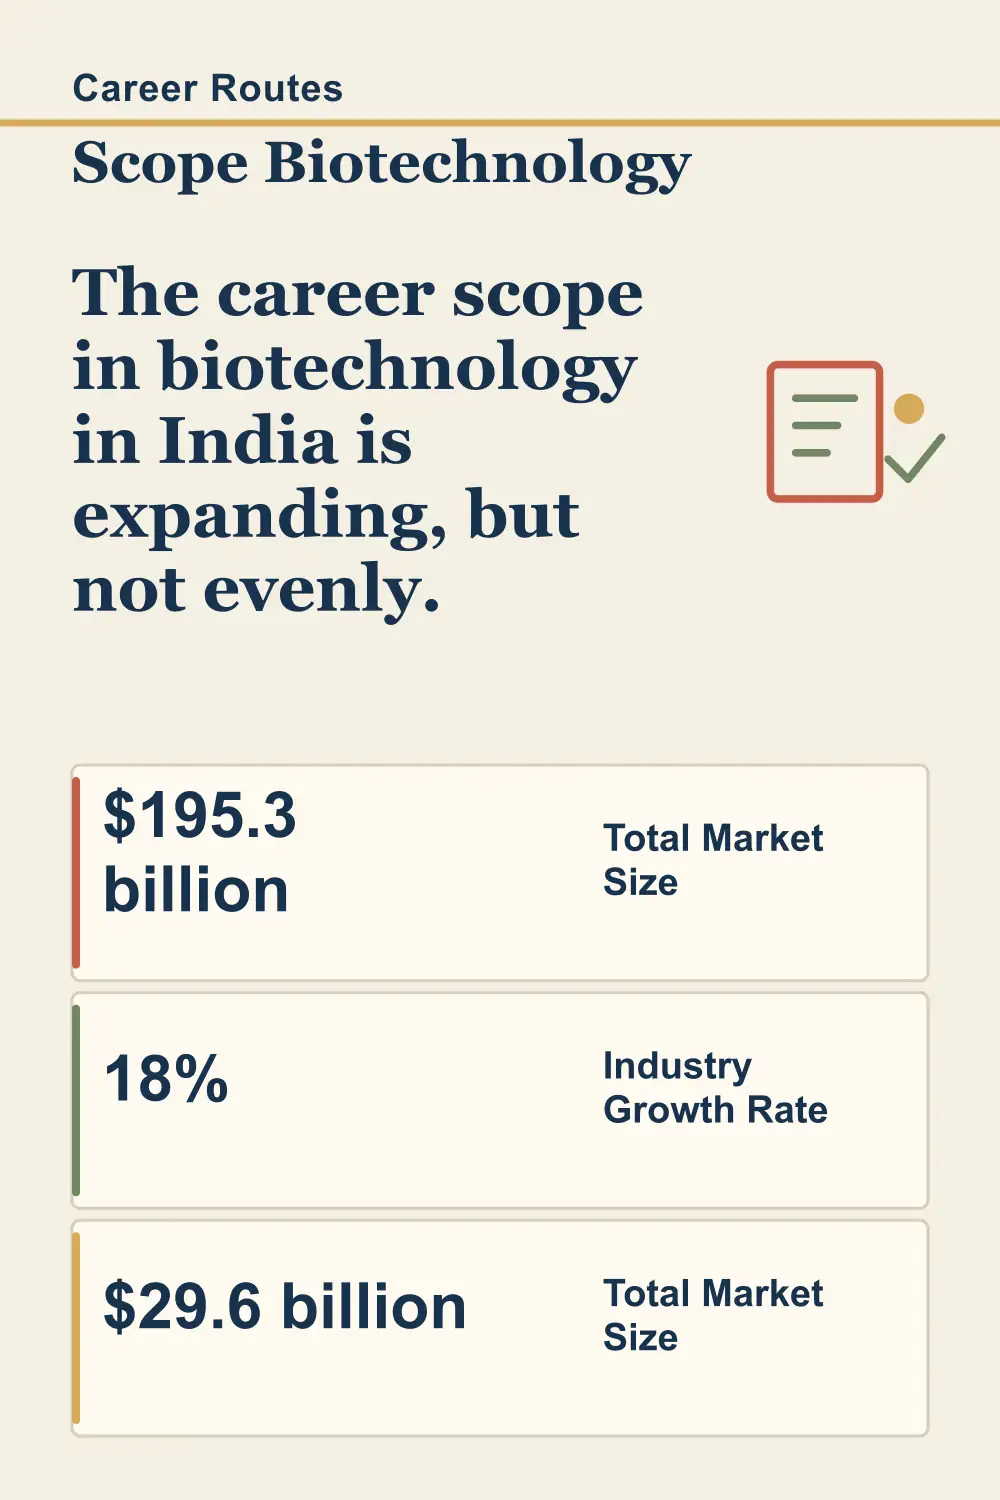 Career Routes
Scope Biotechnology
The career scope
in biotechnology
in India is
expanding, but
not evenly.
$195.3
billion
Total Market
Size
18%
Industry
Growth Rate
$29.6 billion
Total Market
Size